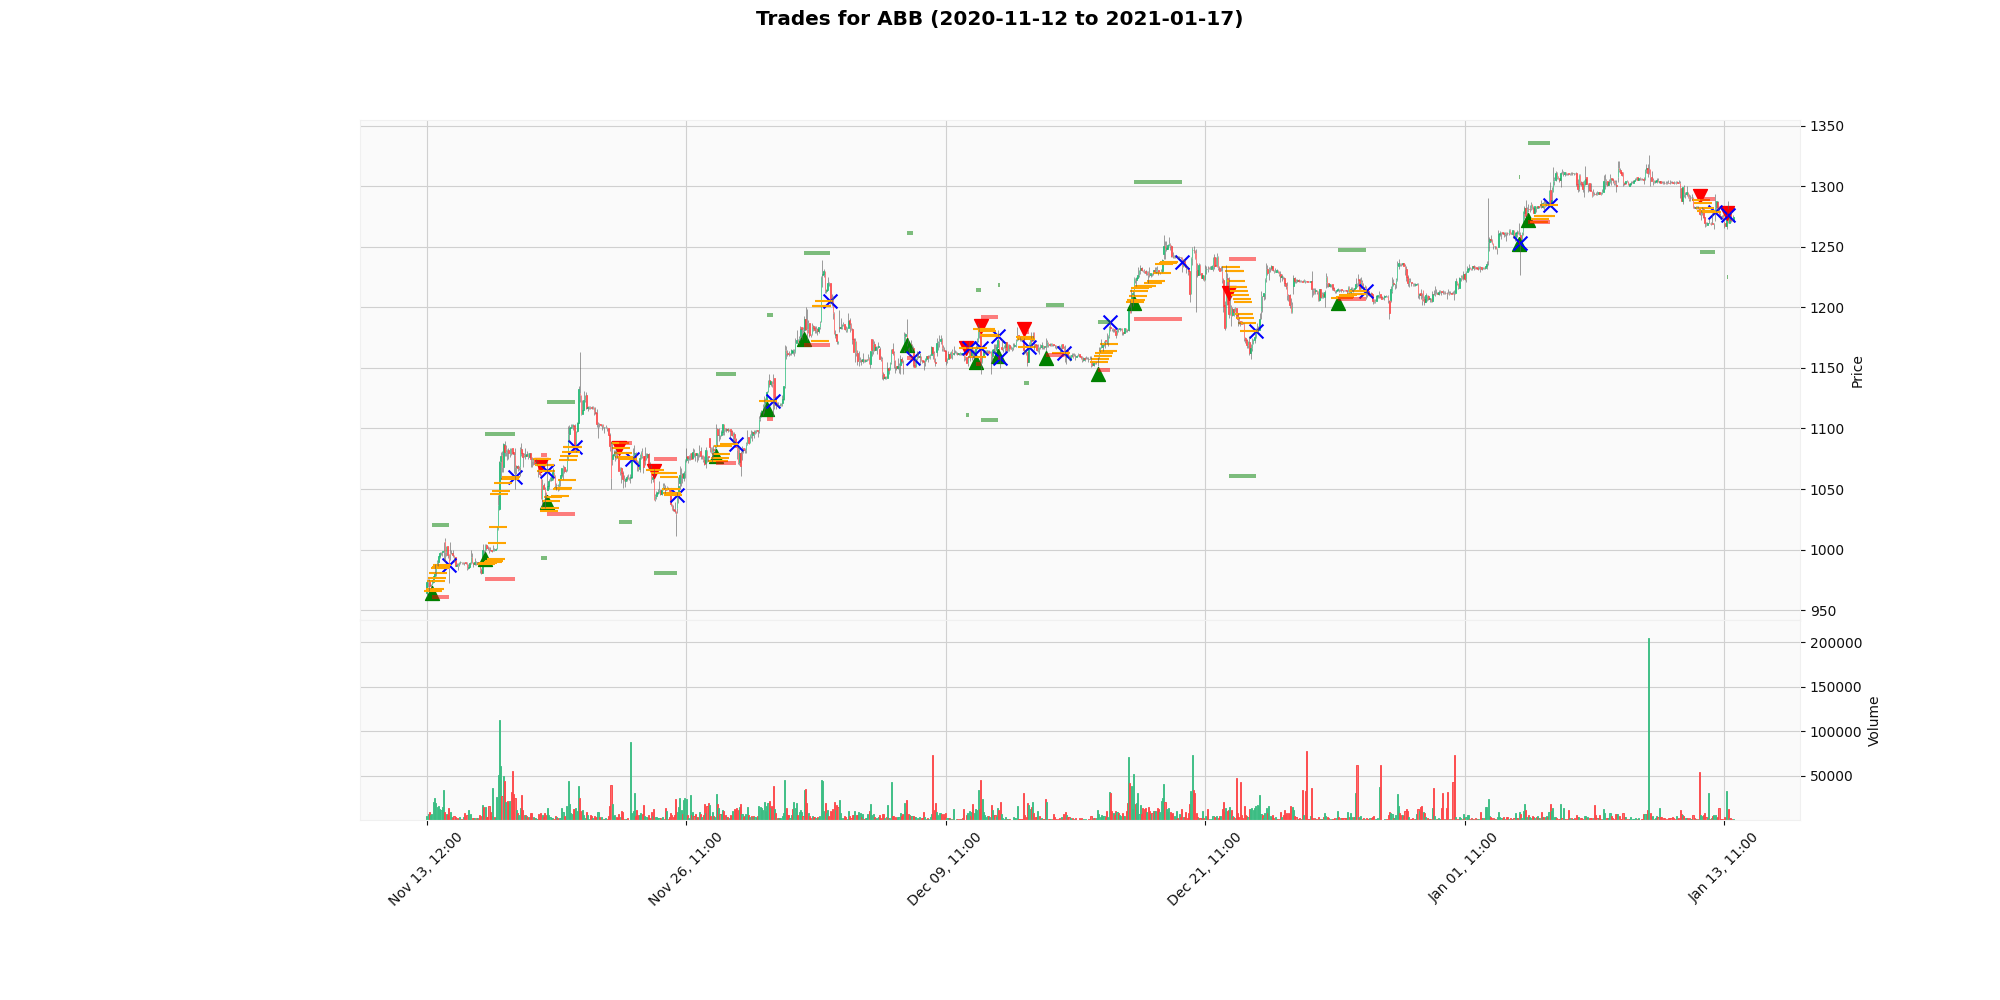 Trades for ABB (2020-11-12 to 2021-01-17)
1350
1300
1250
1200
1150
1100
1050
1000
950
Price
200000
150000
100000
50000
Volume
Nov 13, 12:00
Nov 26, 11:00
Dec 09, 11:00
Dec 21, 11:00
Jan 01, 11:00
Jan 13, 11:00